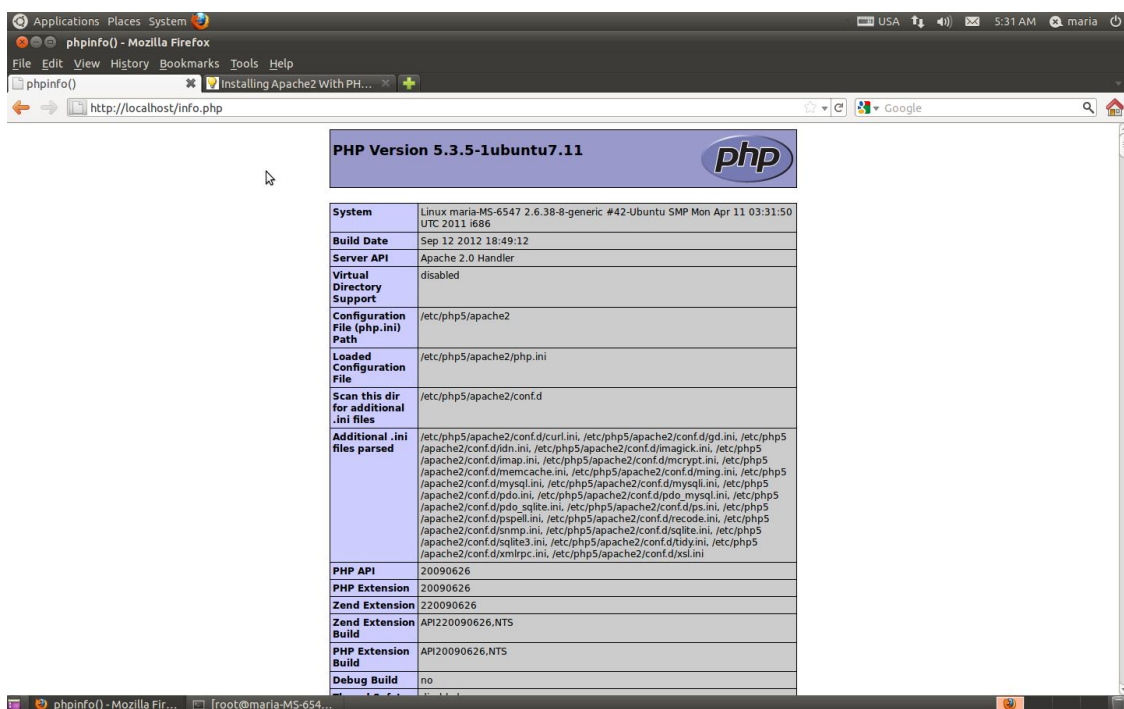 Applications Places System USA 5:31 AM maria
phpinfo() - Mozilla Firefox
File Edit View History Bookmarks Tools Help
phpinfo() Installing Apache2 With PH...
http://localhost/info.php Google
PHP Version 5.3.5-1ubuntu7.11
php
System Linux maria-MS-6547 2.6.38-8-generic #42-Ubuntu SMP Mon Apr 11 03:31:50
UTC 2011 i686
Build Date Sep 12 2012 18:49:12
Server API Apache 2.0 Handler
Virtual disabled
Directory
Support
Configuration /etc/php5/apache2
File (php.ini)
Path
Loaded /etc/php5/apache2/php.ini
Configuration
File
Scan this dir /etc/php5/apache2/conf.d
for additional
.ini files
Additional .ini /etc/php5/apache2/conf.d/curl.ini, /etc/php5/apache2/conf.d/gd.ini, /etc/php5
files parsed /apache2/conf.d/idn.ini, /etc/php5/apache2/conf.d/imagick.ini, /etc/php5
/apache2/conf.d/imap.ini, /etc/php5/apache2/conf.d/mcrypt.ini, /etc/php5
/apache2/conf.d/memcache.ini, /etc/php5/apache2/conf.d/ming.ini, /etc/php5
/apache2/conf.d/mysql.ini, /etc/php5/apache2/conf.d/mysqli.ini, /etc/php5
/apache2/conf.d/pdo.ini, /etc/php5/apache2/conf.d/pdo_mysql.ini, /etc/php5
/apache2/conf.d/pdo_sqlite.ini, /etc/php5/apache2/conf.d/ps.ini, /etc/php5
/apache2/conf.d/pspell.ini, /etc/php5/apache2/conf.d/recode.ini, /etc/php5
/apache2/conf.d/snmp.ini, /etc/php5/apache2/conf.d/sqlite.ini, /etc/php5
/apache2/conf.d/sqlite3.ini, /etc/php5/apache2/conf.d/tidy.ini, /etc/php5
/apache2/conf.d/xmlrpc.ini, /etc/php5/apache2/conf.d/xsl.ini
PHP API 20090626
PHP Extension 20090626
Zend Extension 220090626
Zend Extension API220090626,NTS
Build
PHP Extension API20090626,NTS
Build
Debug Build no
phpinfo() - Mozilla Fir... [root@maria-MS-654...